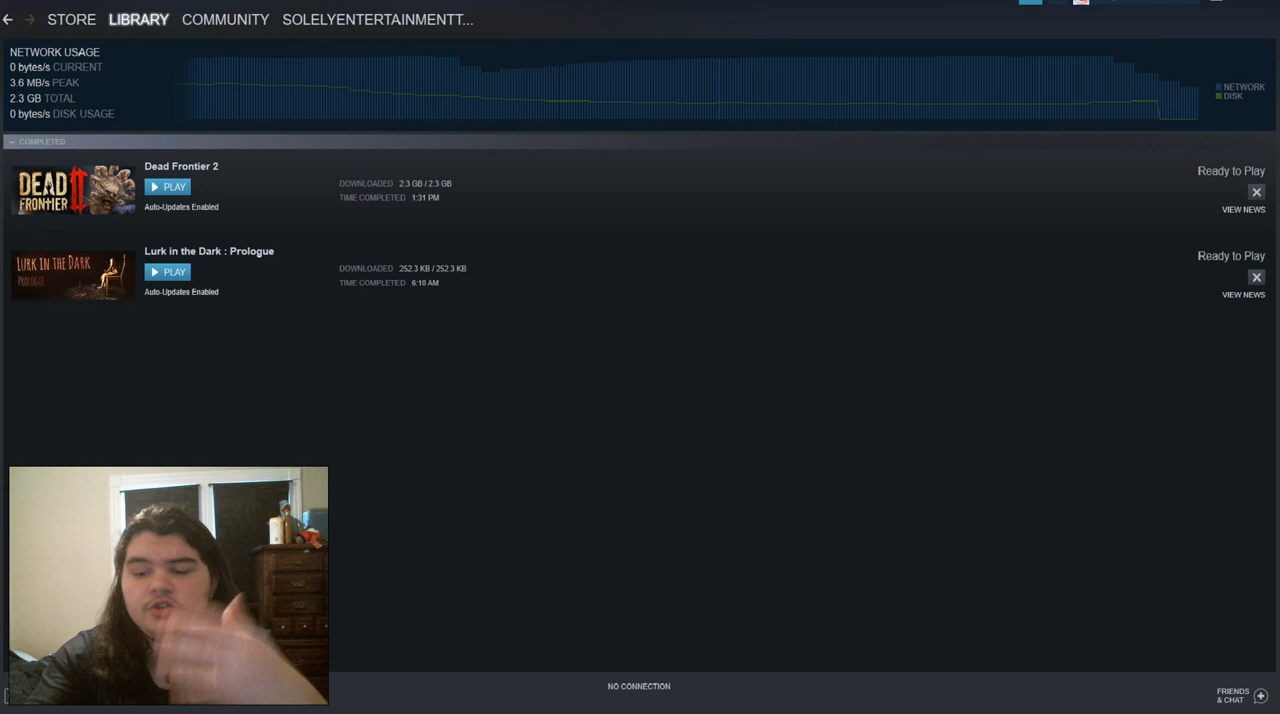 STORE LIBRARY COMMUNITY SOLELYENTERTAINMENTT...
NETWORK USAGE
0 bytes/s CURRENT
3.6 MB/s PEAK
2.3 GB TOTAL
0 bytes/s DISK USAGE
NETWORK
DISK
COMPLETED
DEAD FRONTIER II
Dead Frontier 2
PLAY
Auto-Updates Enabled
DOWNLOADED 2.3 GB / 2.3 GB
TIME COMPLETED 1:31 PM
Ready to Play
VIEW NEWS
LURK IN THE DARK
PROLOGUE
Lurk in the Dark : Prologue
PLAY
Auto-Updates Enabled
DOWNLOADED 252.3 KB / 252.3 KB
TIME COMPLETED 6:10 AM
Ready to Play
VIEW NEWS
NO CONNECTION
FRIENDS
& CHAT